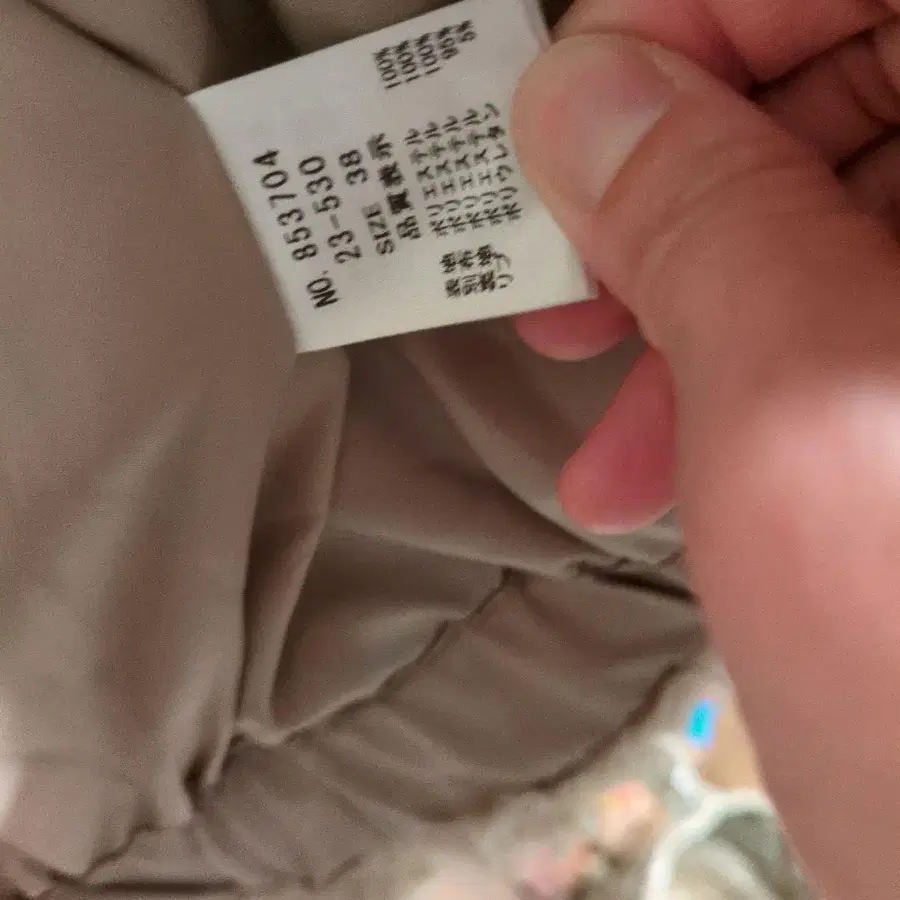 NO. 853704
23-530
SIZE 38
品質表示
表地 ポリエステル 100%
別布 ポリエステル 100%
裏地 ポリエステル 100%
リブ ポリエステル 95%
ポリウレタン 5%